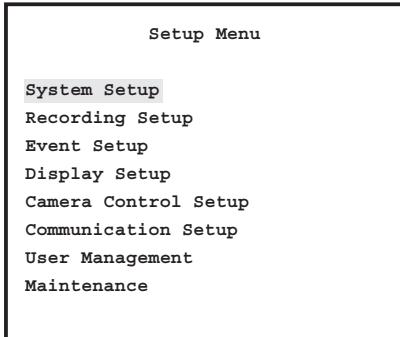 Setup Menu
System Setup
Recording Setup
Event Setup
Display Setup
Camera Control Setup
Communication Setup
User Management
Maintenance